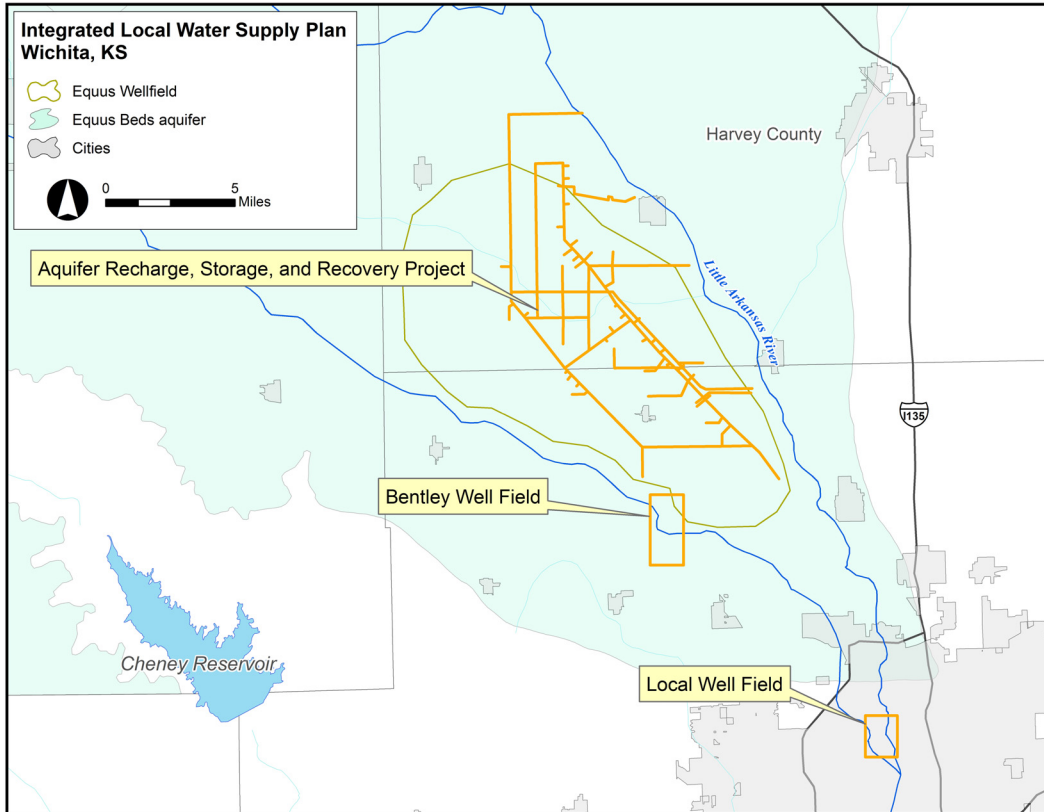 Integrated Local Water Supply Plan
Wichita, KS
Equus Wellfield
Equus Beds aquifer
Cities
0 5
Miles
Harvey County
Aquifer Recharge, Storage, and Recovery Project
Little Arkansas River
I135
Bentley Well Field
Cheney Reservoir
Local Well Field